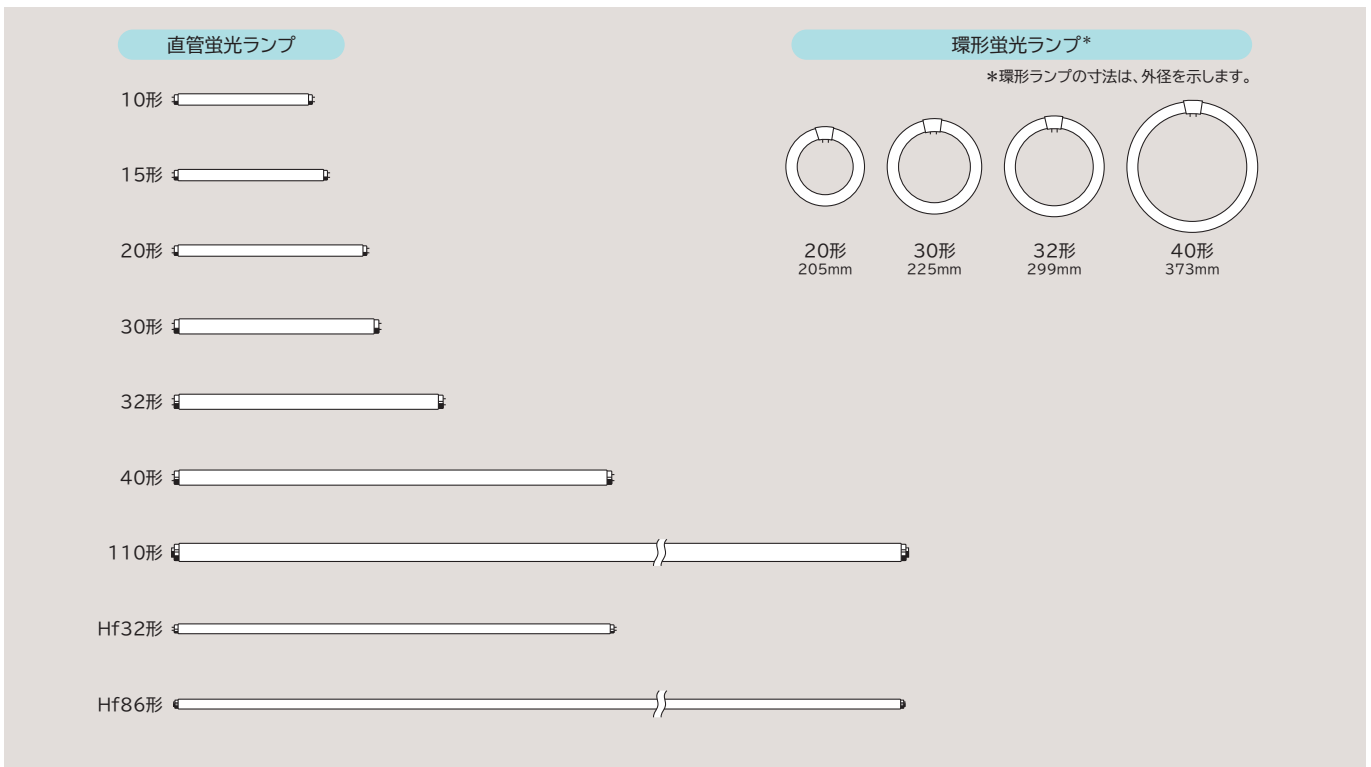 直管蛍光ランプ
10形
15形
20形
30形
32形
40形
110形
Hf32形
Hf86形
環形蛍光ランプ*
*環形ランプの寸法は、外径を示します。
20形
205mm
30形
225mm
32形
299mm
40形
373mm